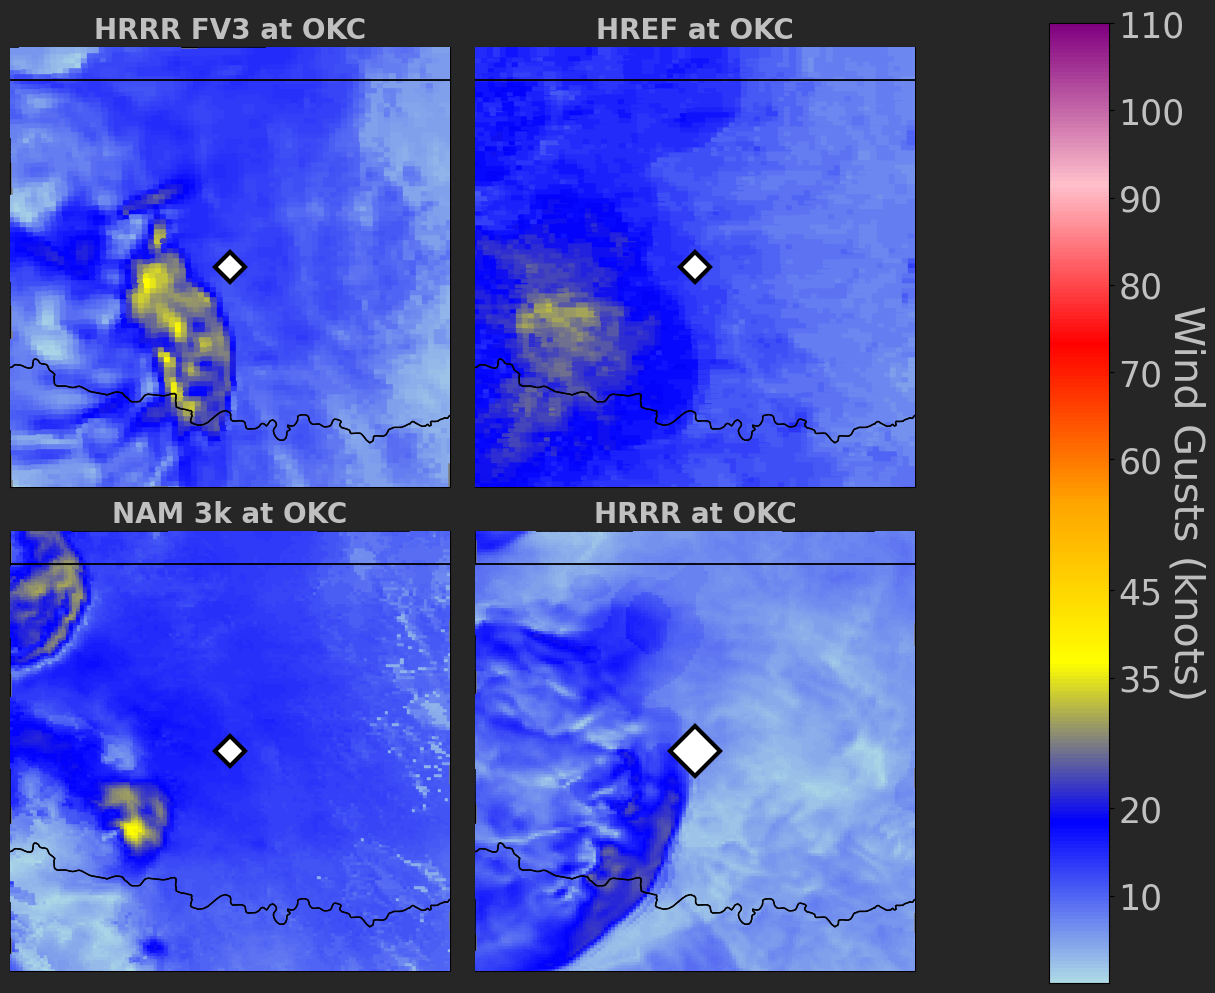 HRRR FV3 at OKC
HREF at OKC
NAM 3k at OKC
HRRR at OKC
110
100
90
80
70
60
45
35
20
10
Wind Gusts (knots)